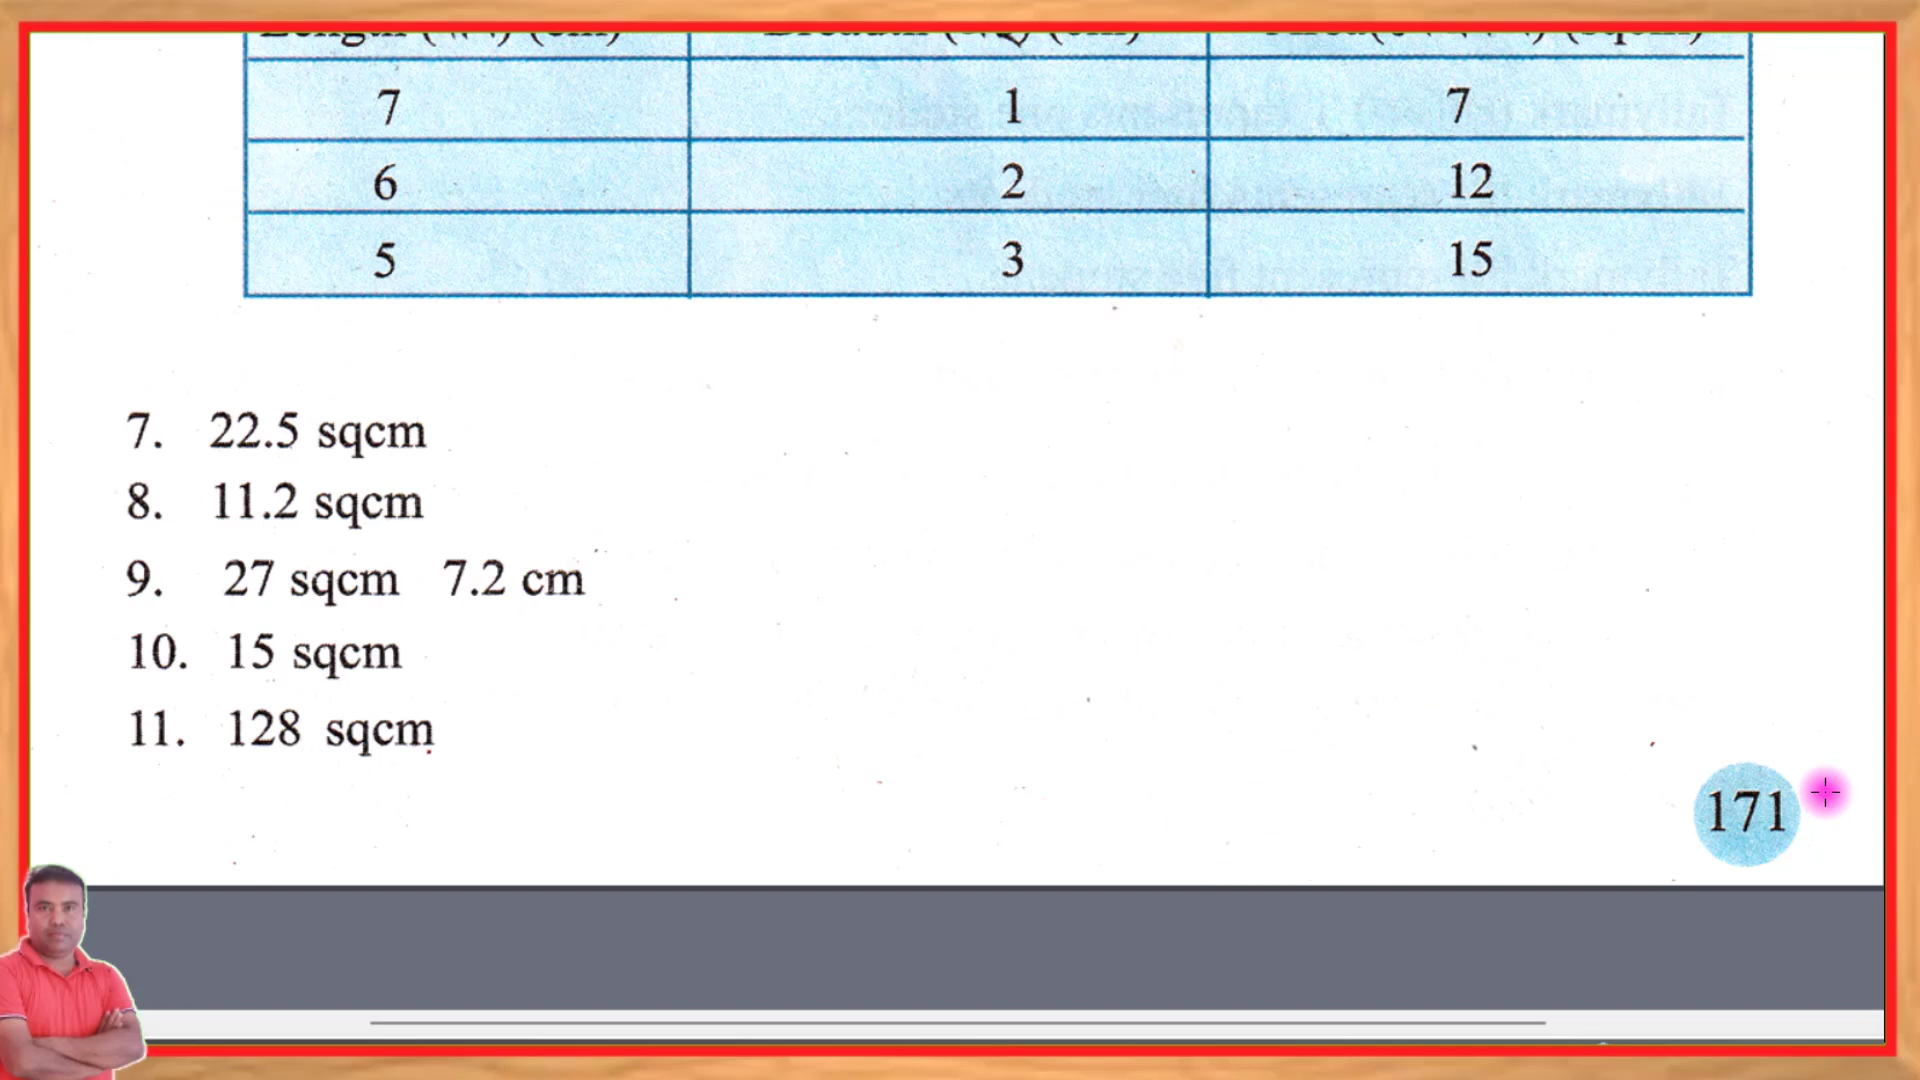 7 1 7
6 2 12
5 3 15
7. 22.5 sqcm
8. 11.2 sqcm
9. 27 sqcm 7.2 cm
10. 15 sqcm
11. 128 sqcm
171